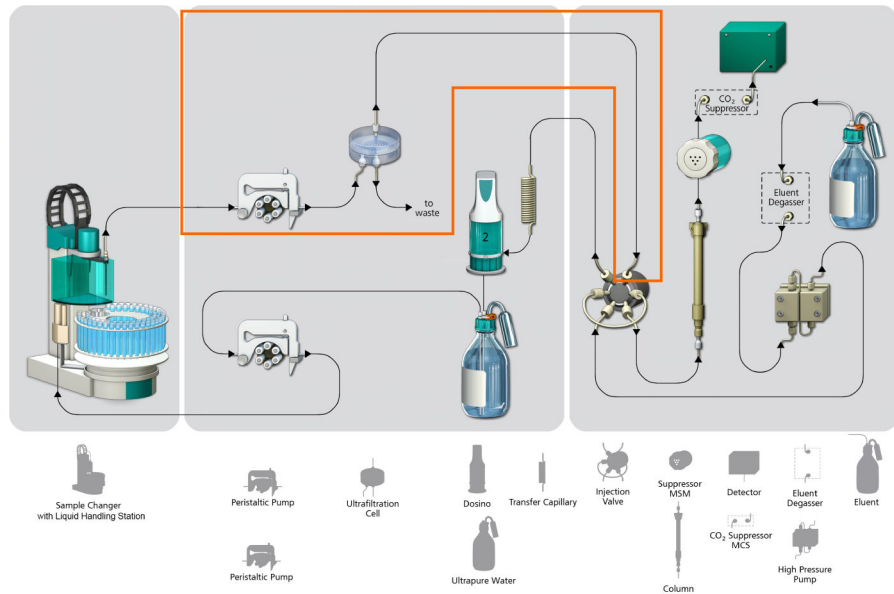 CO₂
Suppressor
Eluent
Degasser
to
waste
2
Sample Changer
with Liquid Handling Station
Peristaltic Pump
Ultrafiltration
Cell
Dosino
Transfer Capillary
Injection
Valve
Suppressor
MSM
Detector
Eluent
Degasser
Eluent
Peristaltic Pump
Ultrapure Water
Column
CO₂ Suppressor
MCS
High Pressure
Pump